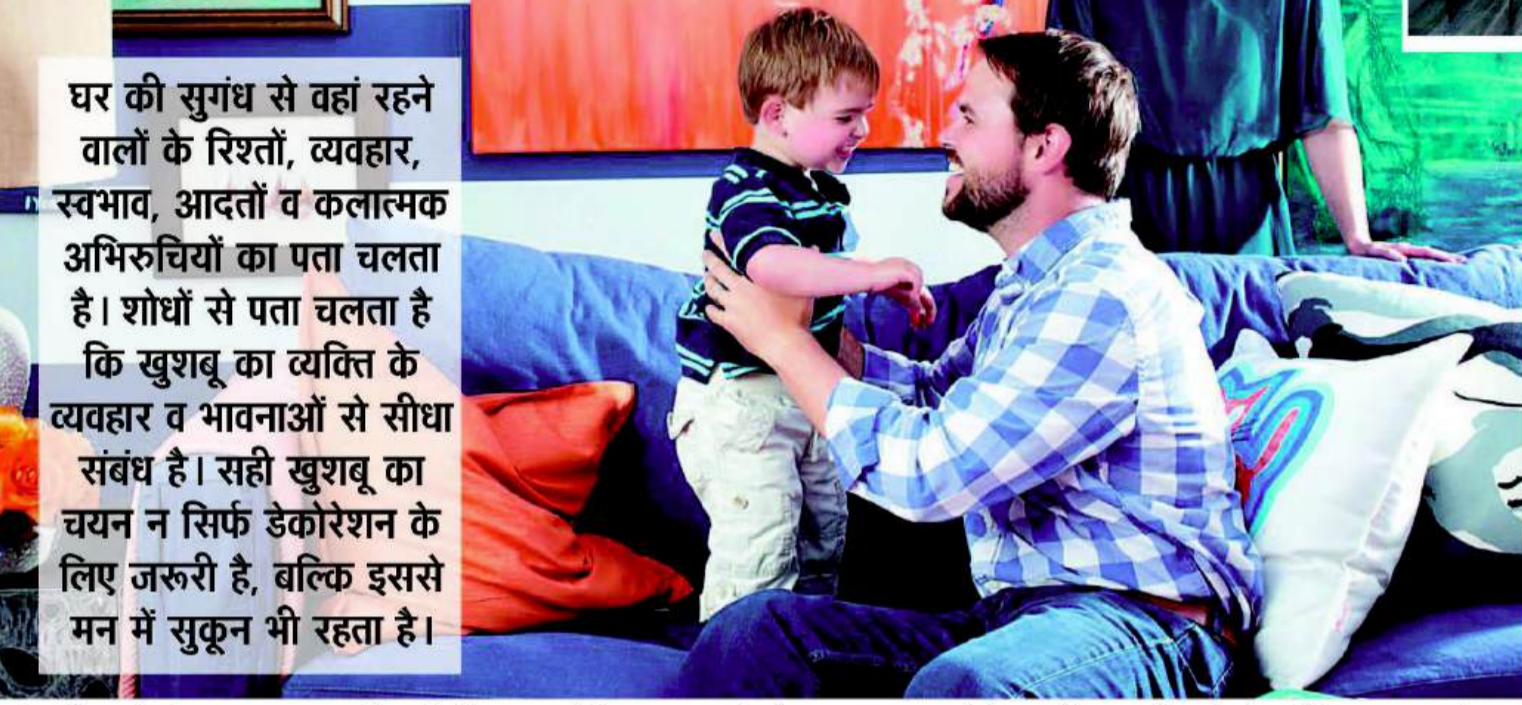 घर की सुगंध से वहां रहने
वालों के रिश्तों, व्यवहार,
स्वभाव, आदतों व कलात्मक
अभिरुचियों का पता चलता
है। शोधों से पता चलता है
कि खुशबू का व्यक्ति के
व्यवहार व भावनाओं से सीधा
संबंध है। सही खुशबू का
चयन न सिर्फ डेकोरेशन के
लिए जरूरी है, बल्कि इससे
मन में सुकून भी रहता है।